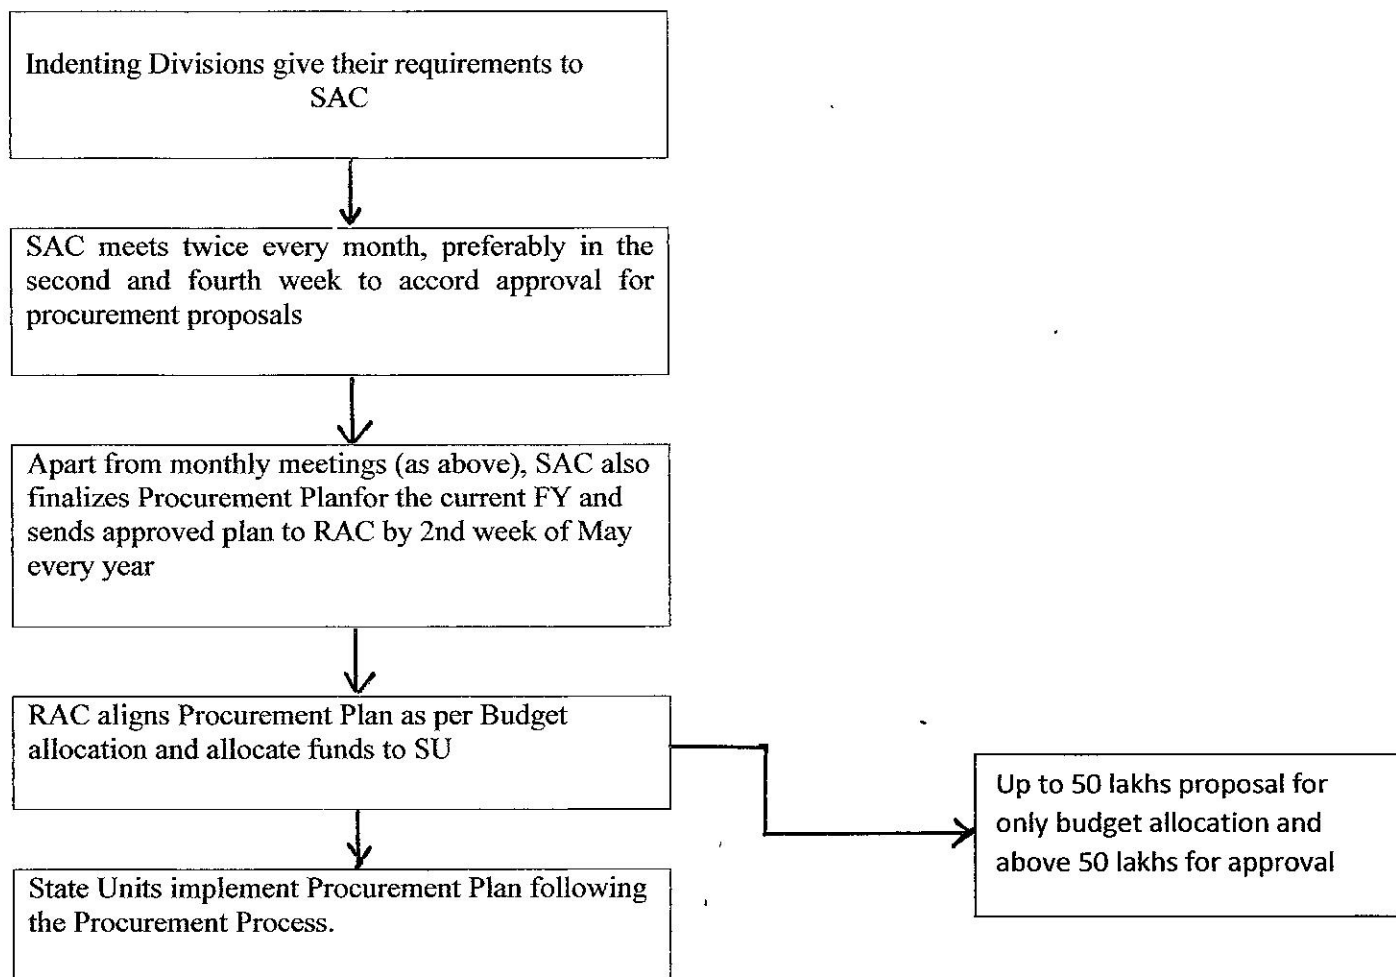 Indenting Divisions give their requirements to
SAC
SAC meets twice every month, preferably in the
second and fourth week to accord approval for
procurement proposals
Apart from monthly meetings (as above), SAC also
finalizes Procurement Planfor the current FY and
sends approved plan to RAC by 2nd week of May
every year
RAC aligns Procurement Plan as per Budget
allocation and allocate funds to SU
Up to 50 lakhs proposal for
only budget allocation and
above 50 lakhs for approval
State Units implement Procurement Plan following
the Procurement Process.